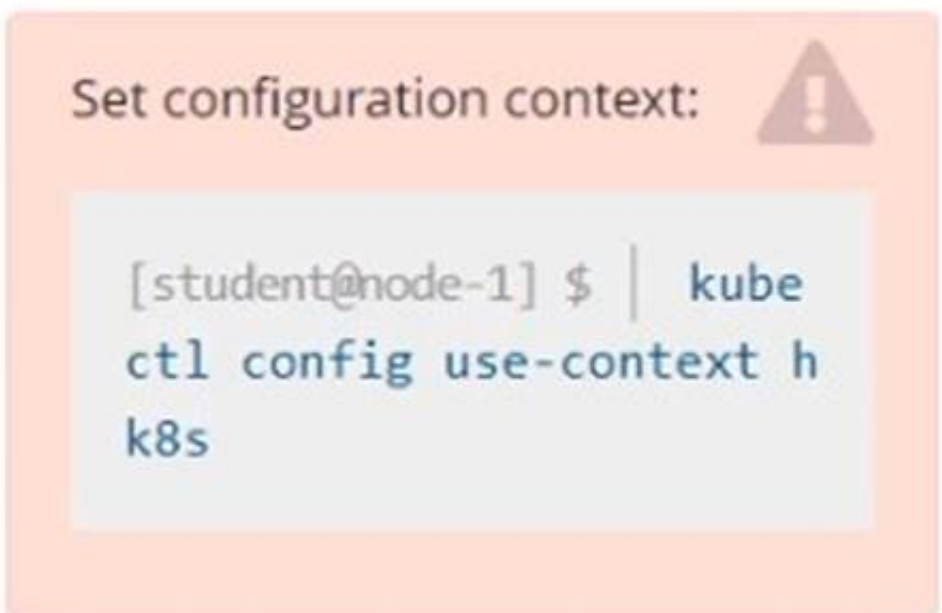 Set configuration context:
[student@node-1] $ | kube
ctl config use-context h
k8s